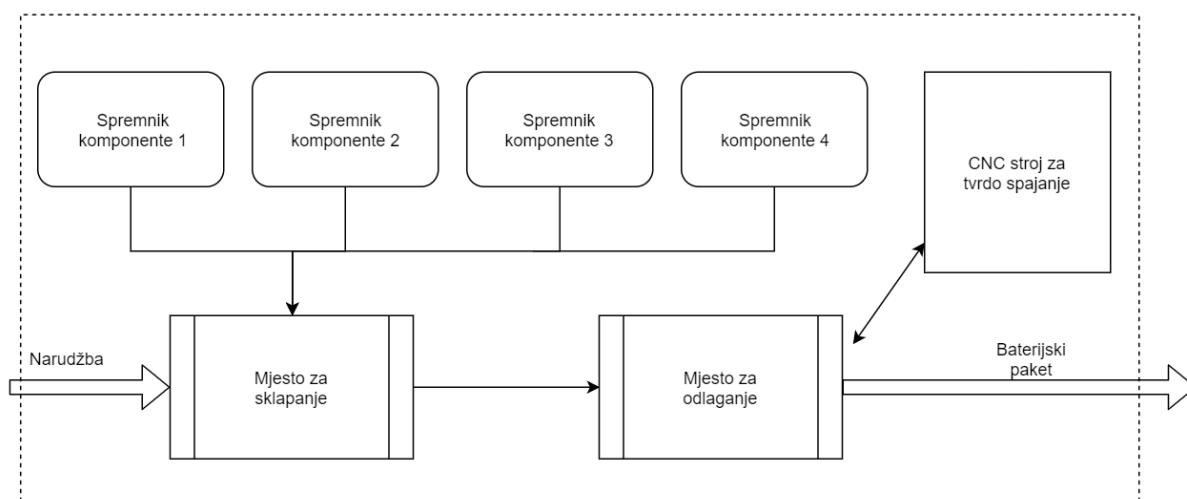 Spremnik
komponente 1
Spremnik
komponente 2
Spremnik
komponente 3
Spremnik
komponente 4
CNC stroj za
tvrdo spajanje
Narudžba
Mjesto za
sklapanje
Mjesto za
odlaganje
Baterijski
paket